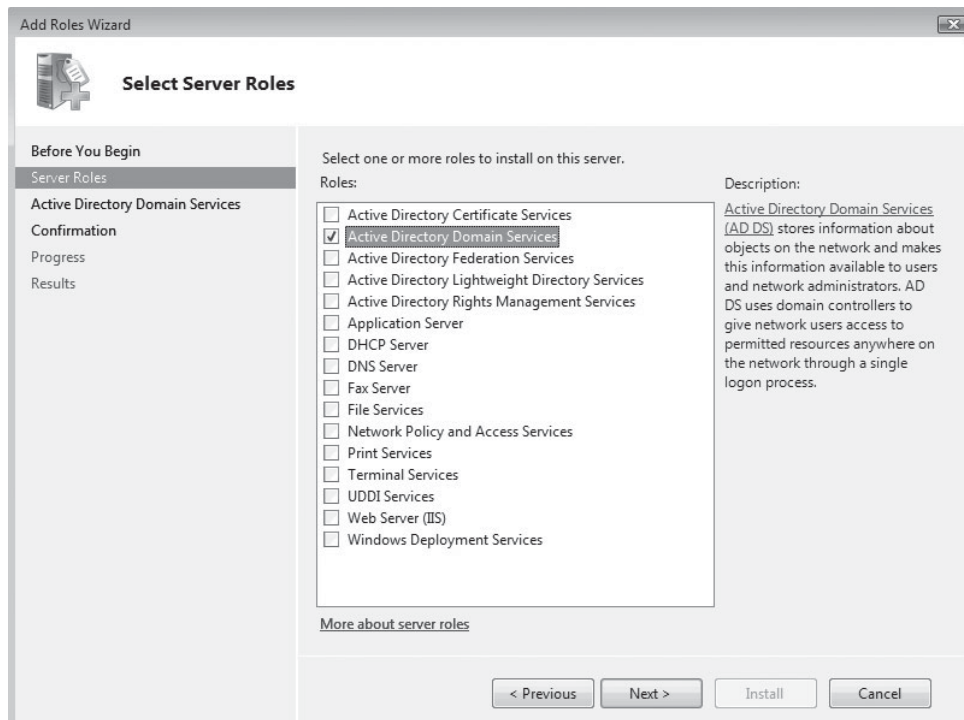 Add Roles Wizard
Select Server Roles
Before You Begin
Server Roles
Active Directory Domain Services
Confirmation
Progress
Results
Select one or more roles to install on this server.
Roles:
Active Directory Certificate Services
Active Directory Domain Services
Active Directory Federation Services
Active Directory Lightweight Directory Services
Active Directory Rights Management Services
Application Server
DHCP Server
DNS Server
Fax Server
File Services
Network Policy and Access Services
Print Services
Terminal Services
UDDI Services
Web Server (IIS)
Windows Deployment Services
More about server roles
Description:
Active Directory Domain Services
(AD DS) stores information about
objects on the network and makes
this information available to users
and network administrators. AD
DS uses domain controllers to
give network users access to
permitted resources anywhere on
the network through a single
logon process.
< Previous
Next >
Install
Cancel